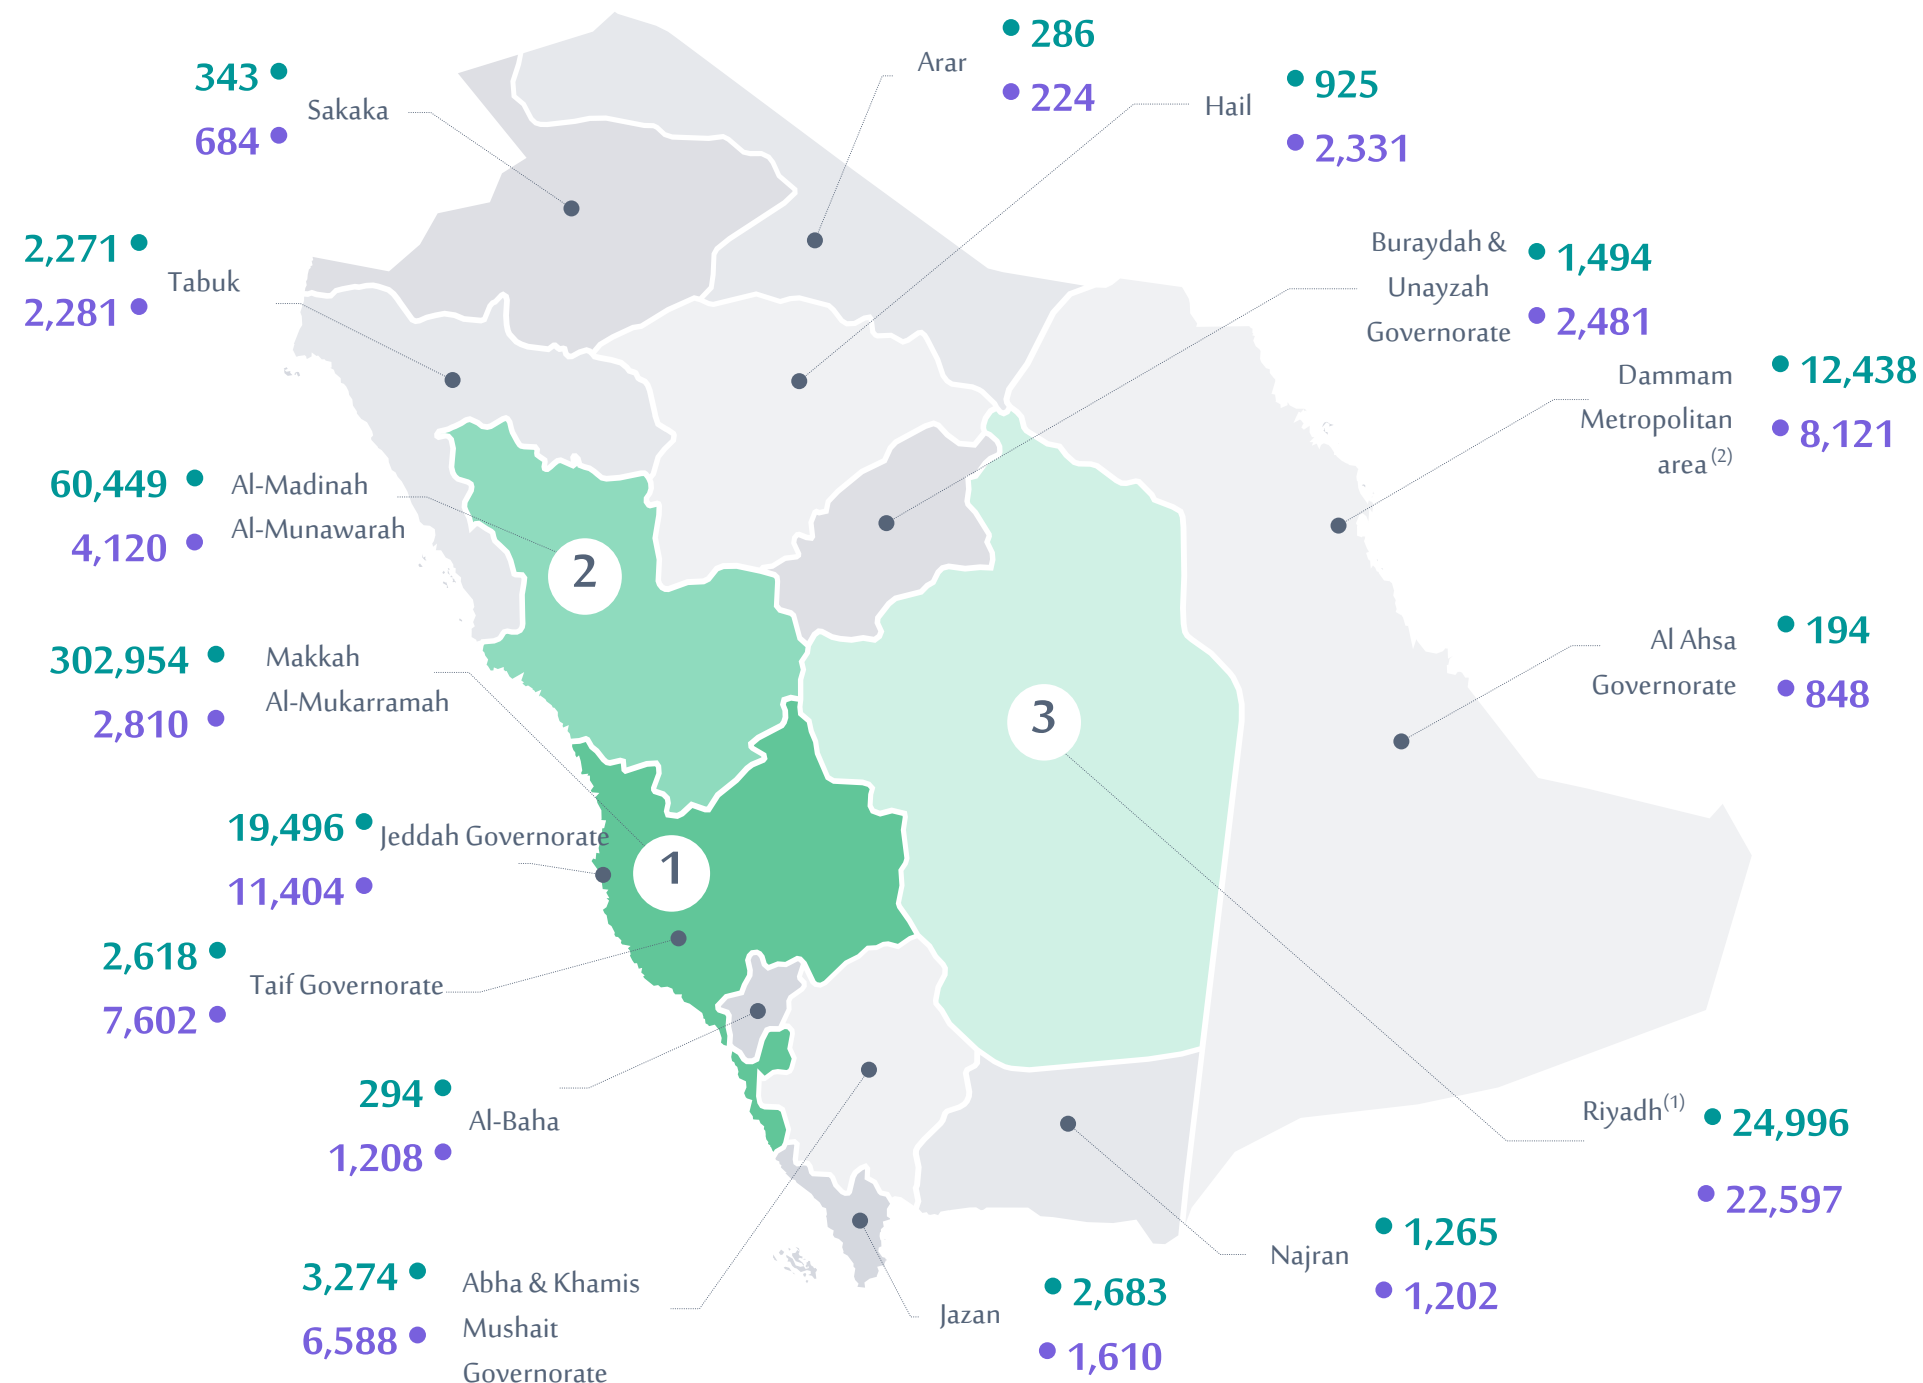 343
Sakaka
684
Arar
286
224
Hail
925
2,331
2,271
Tabuk
2,281
Buraydah &
Unayzah
Governorate
1,494
2,481
Dammam
Metropolitan
area (2)
12,438
8,121
60,449
Al-Madinah
Al-Munawarah
4,120
2
302,954
Makkah
Al-Mukarramah
2,810
3
Al Ahsa
Governorate
194
848
19,496
Jeddah Governorate
11,404
1
2,618
Taif Governorate
7,602
294
Al-Baha
1,208
Riyadh(1)
24,996
22,597
3,274
Abha & Khamis
Mushait
Governorate
6,588
Jazan
2,683
1,610
Najran
1,265
1,202